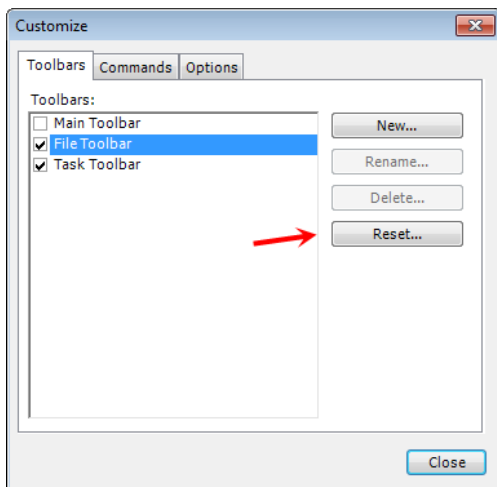 Customize
Toolbars Commands Options
Toolbars:
Main Toolbar
File Toolbar
Task Toolbar
New...
Rename...
Delete...
Reset...
Close